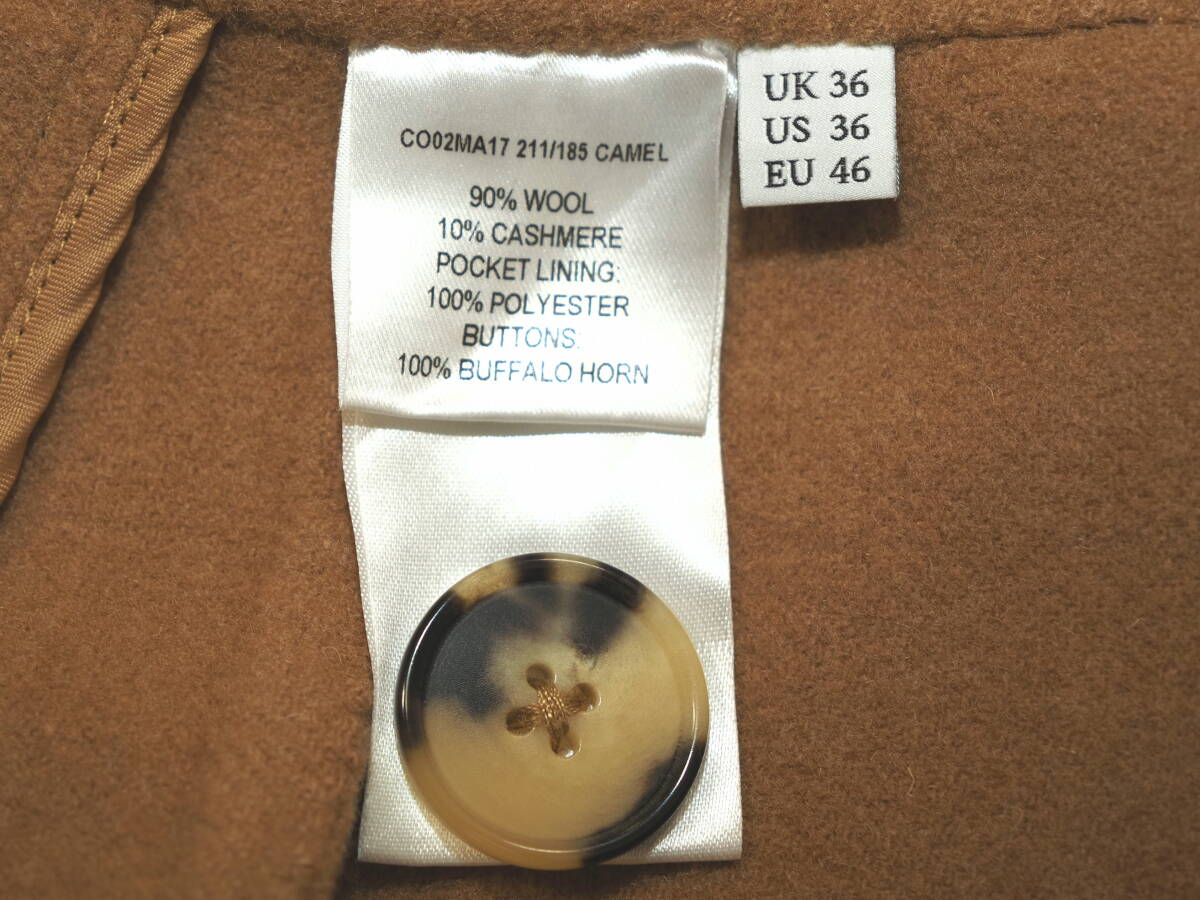 CO02MA17 211/185 CAMEL
90% WOOL
10% CASHMERE
POCKET LINING:
100% POLYESTER
BUTTONS:
100% BUFFALO HORN
UK 36
US 36
EU 46